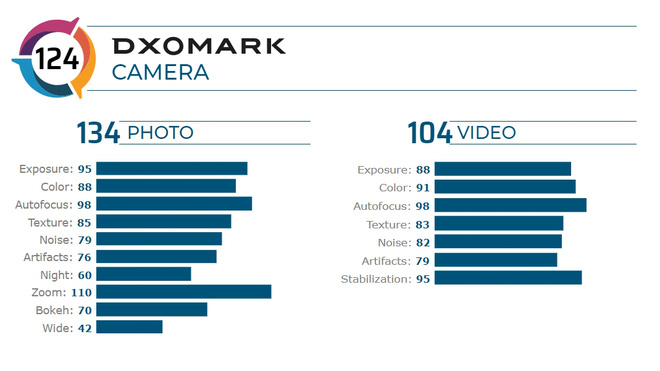 124
DXOMARK
CAMERA
134 PHOTO
Exposure: 95
Color: 88
Autofocus: 98
Texture: 85
Noise: 79
Artifacts: 76
Night: 60
Zoom: 110
Bokeh: 70
Wide: 42
104 VIDEO
Exposure: 88
Color: 91
Autofocus: 98
Texture: 83
Noise: 82
Artifacts: 79
Stabilization: 95